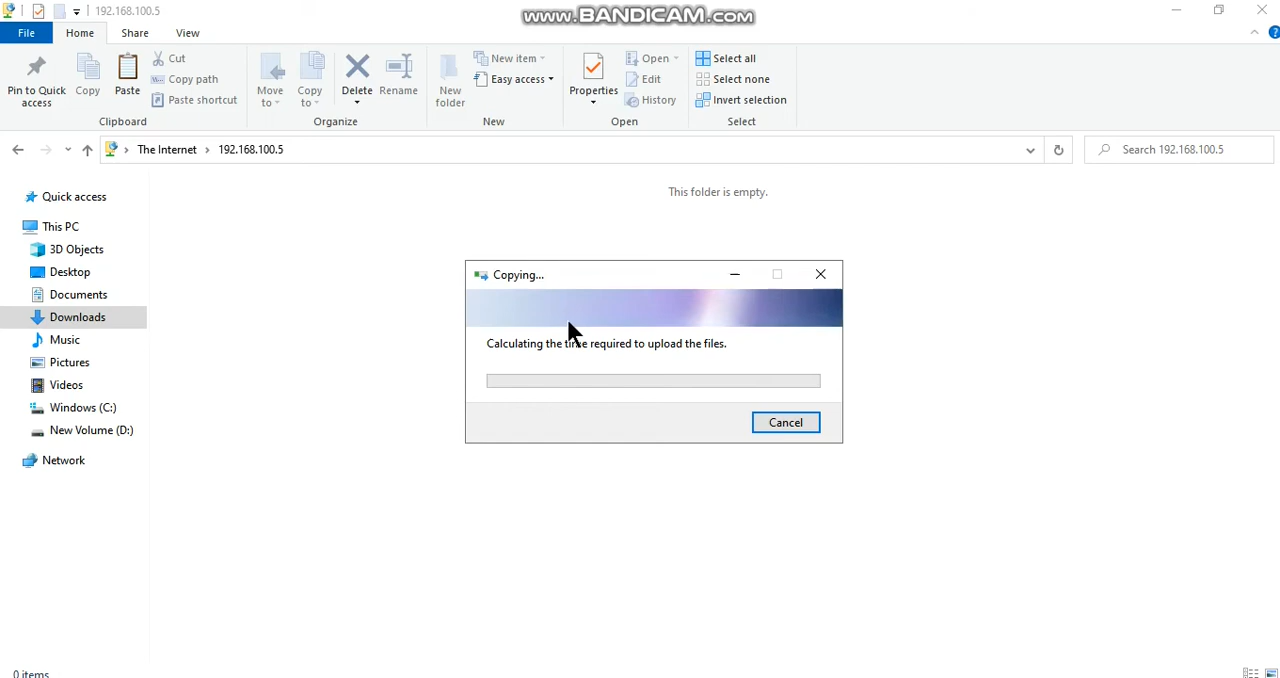 192.168.100.5
www.BANDICAM.com
File
Home
Share
View
Pin to Quick access
Copy
Paste
Cut
Copy path
Paste shortcut
Clipboard
Move to
Copy to
Delete
Rename
Organize
New folder
New item
Easy access
New
Properties
Open
Edit
History
Open
Select all
Select none
Invert selection
Select
The Internet > 192.168.100.5
Search 192.168.100.5
Quick access
This PC
3D Objects
Desktop
Documents
Downloads
Music
Pictures
Videos
Windows (C:)
New Volume (D:)
Network
This folder is empty.
Copying...
Calculating the time required to upload the files.
Cancel
0 items